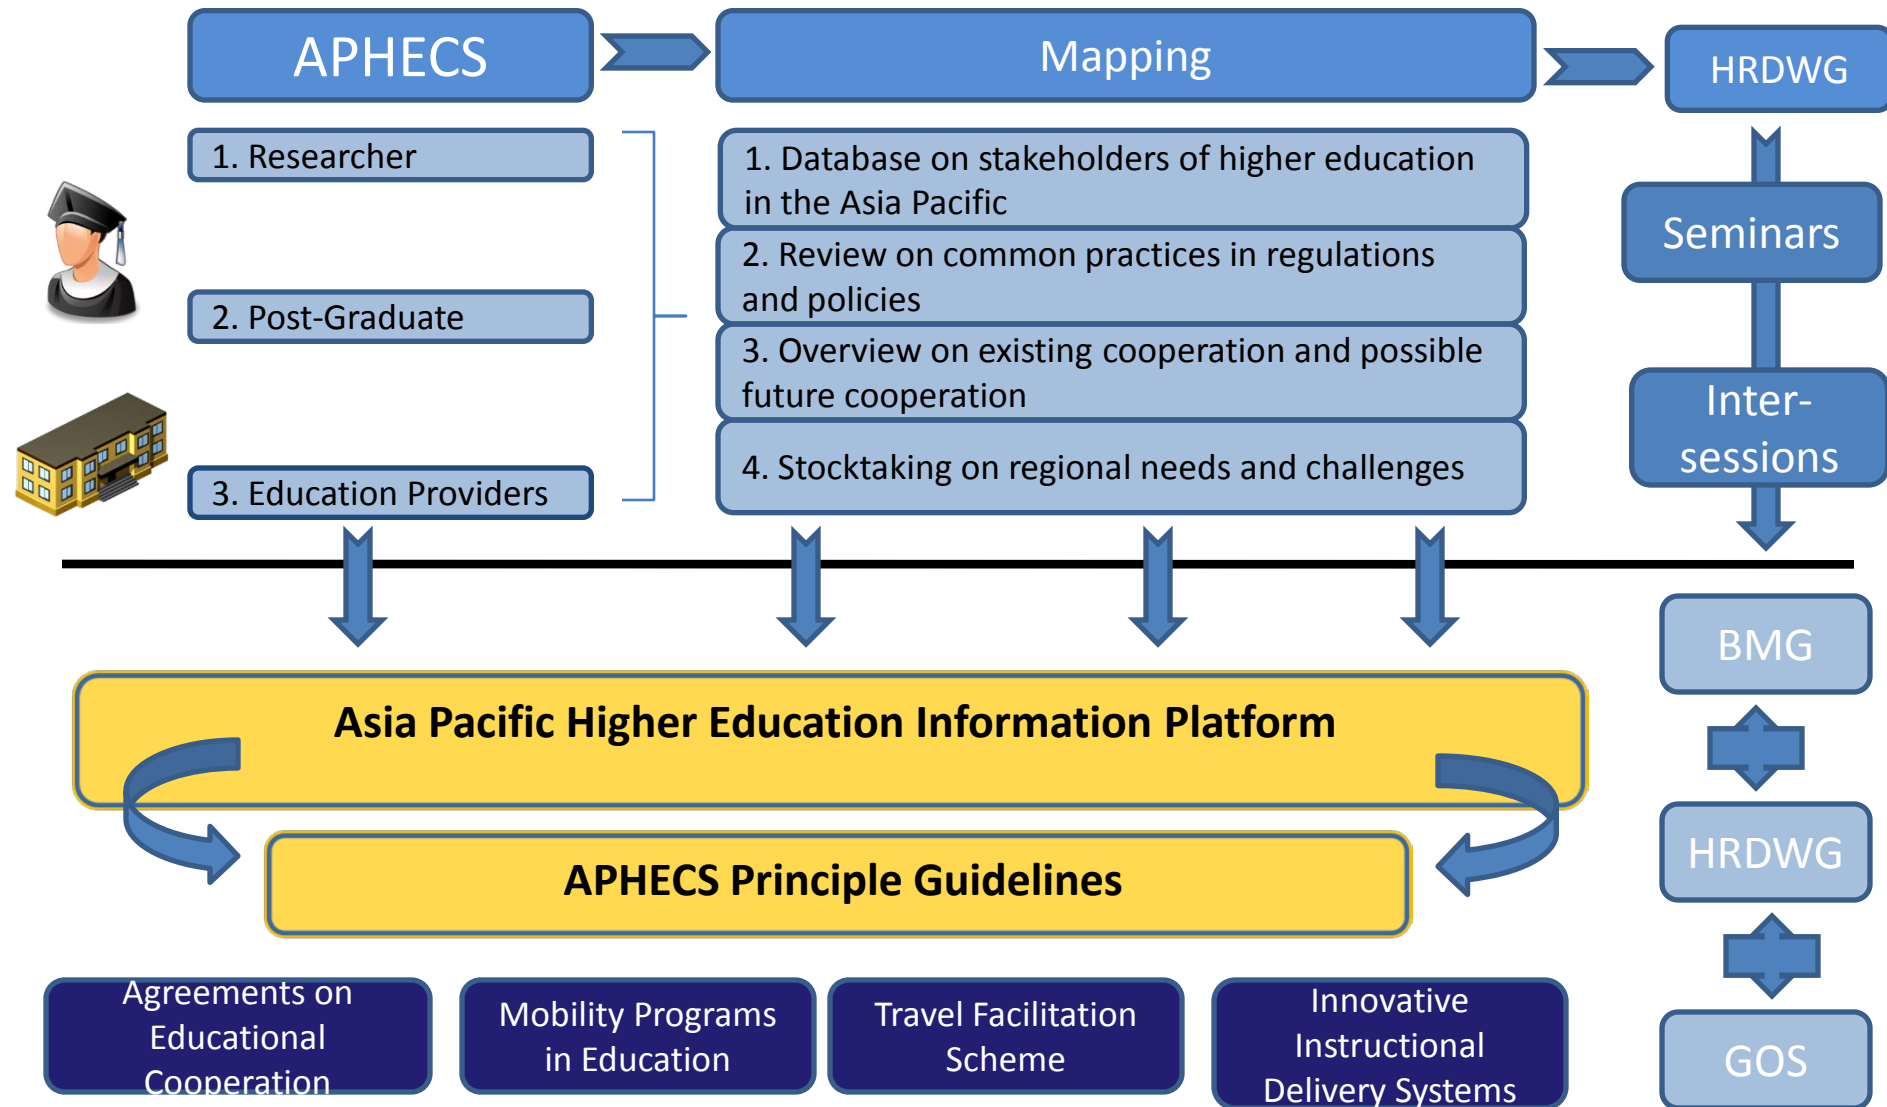 APHECS
Mapping
HRDWG
1. Researcher
2. Post-Graduate
3. Education Providers
1. Database on stakeholders of higher education
in the Asia Pacific
2. Review on common practices in regulations
and policies
3. Overview on existing cooperation and possible
future cooperation
4. Stocktaking on regional needs and challenges
Seminars
Inter-
sessions
Asia Pacific Higher Education Information Platform
APHECS Principle Guidelines
BMG
HRDWG
GOS
Agreements on
Educational
Cooperation
Mobility Programs
in Education
Travel Facilitation
Scheme
Innovative
Instructional
Delivery Systems